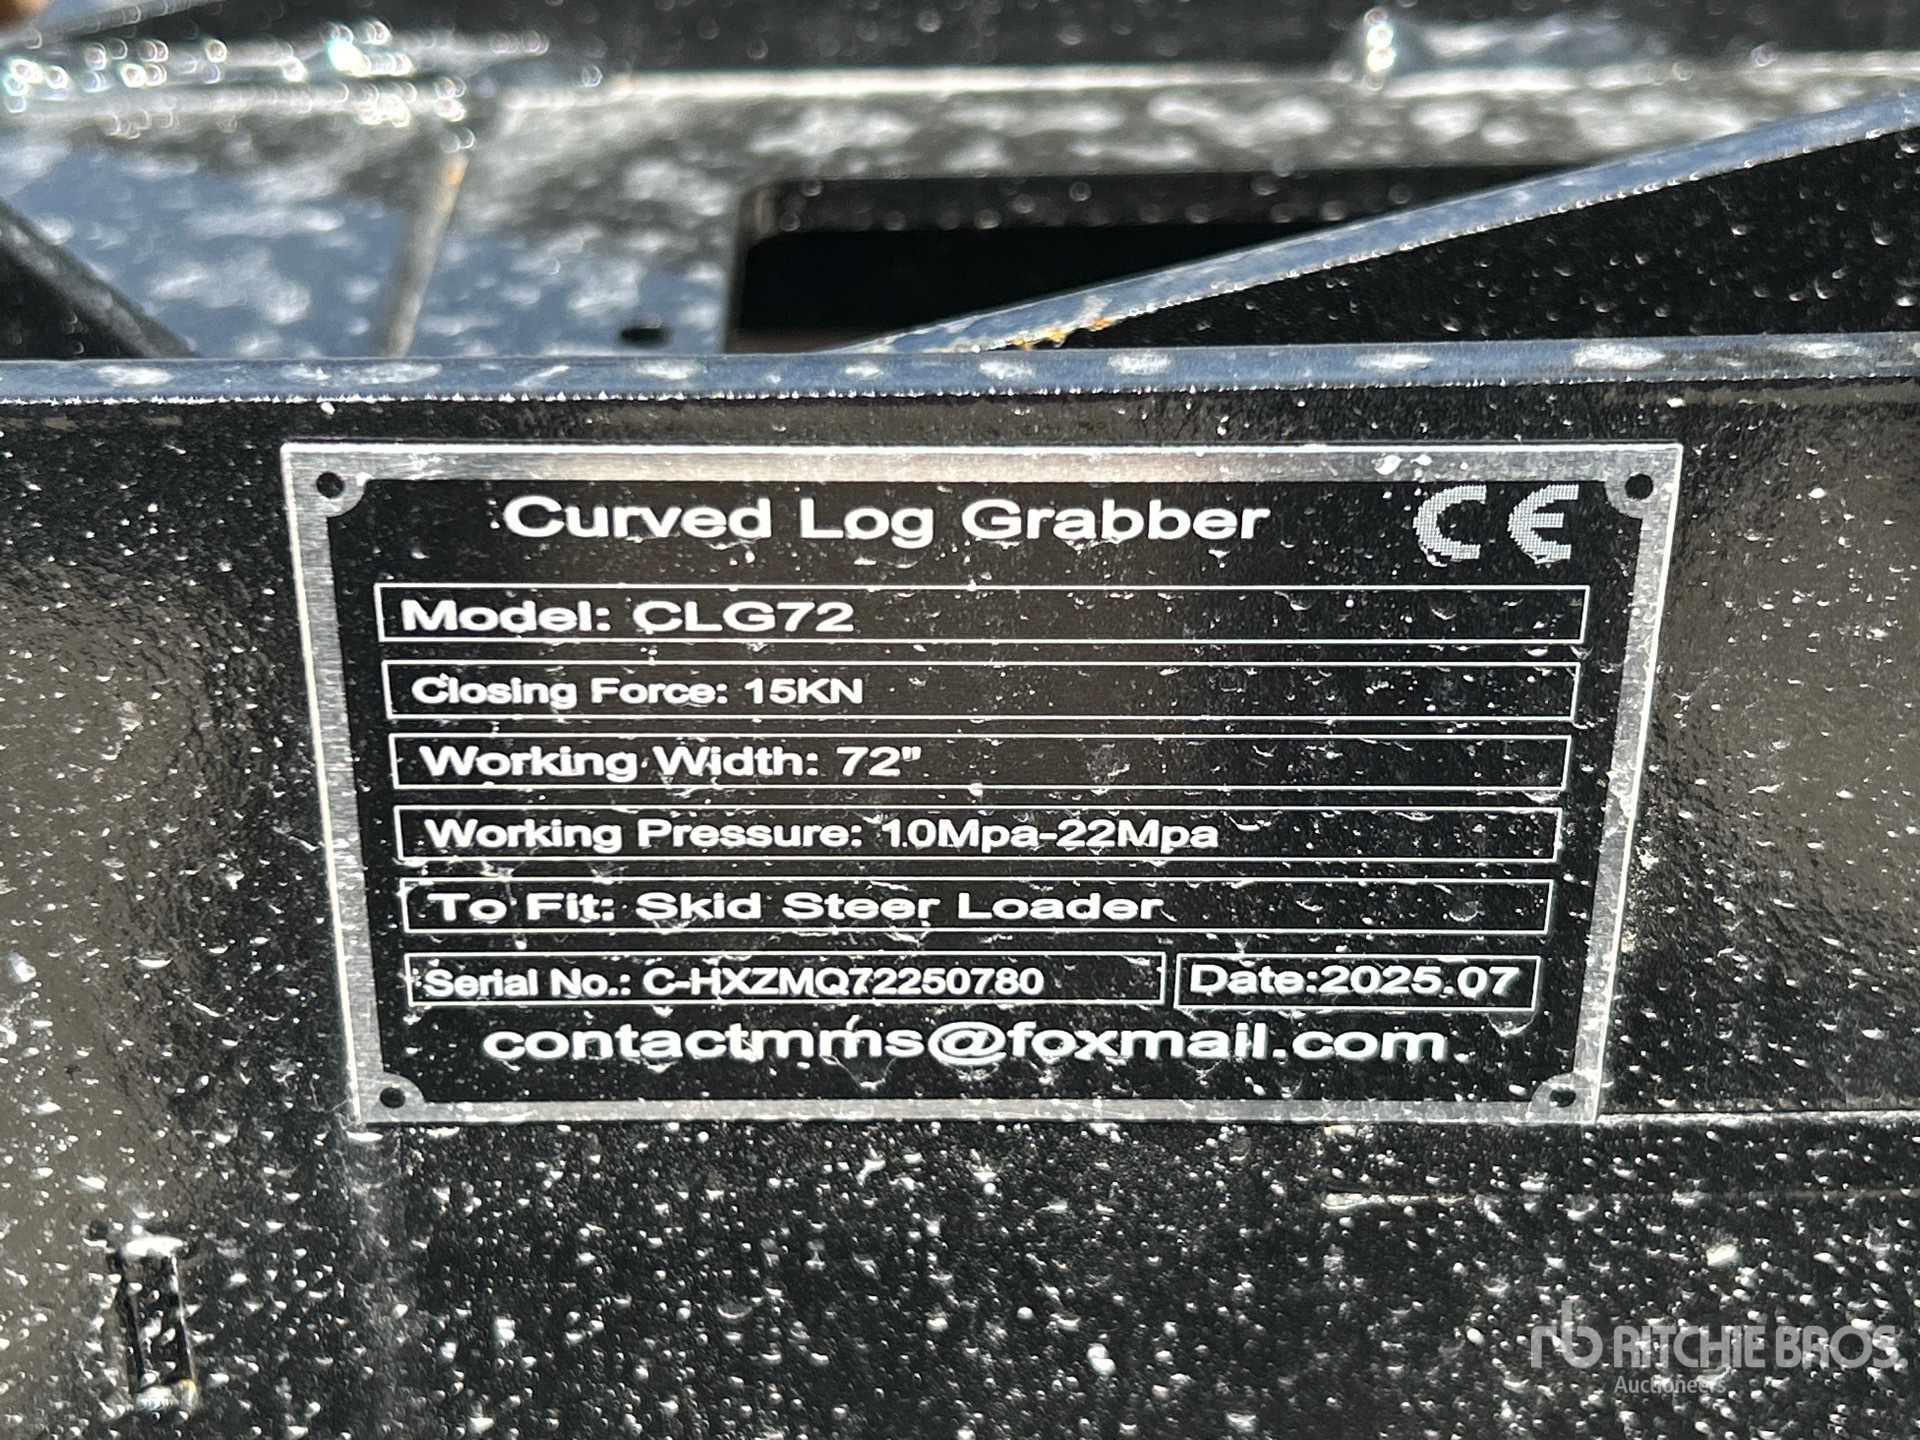 Curved Log Grabber CE
Model: CLG72
Closing Force: 15KN
Working Width: 72"
Working Pressure: 10Mpa-22Mpa
To Fit: Skid Steer Loader
Serial No.: C-HXZMQ72250780 Date:2025.07
contactmms@foxmail.com
rb RITCHIE BROS.
Auctioneers